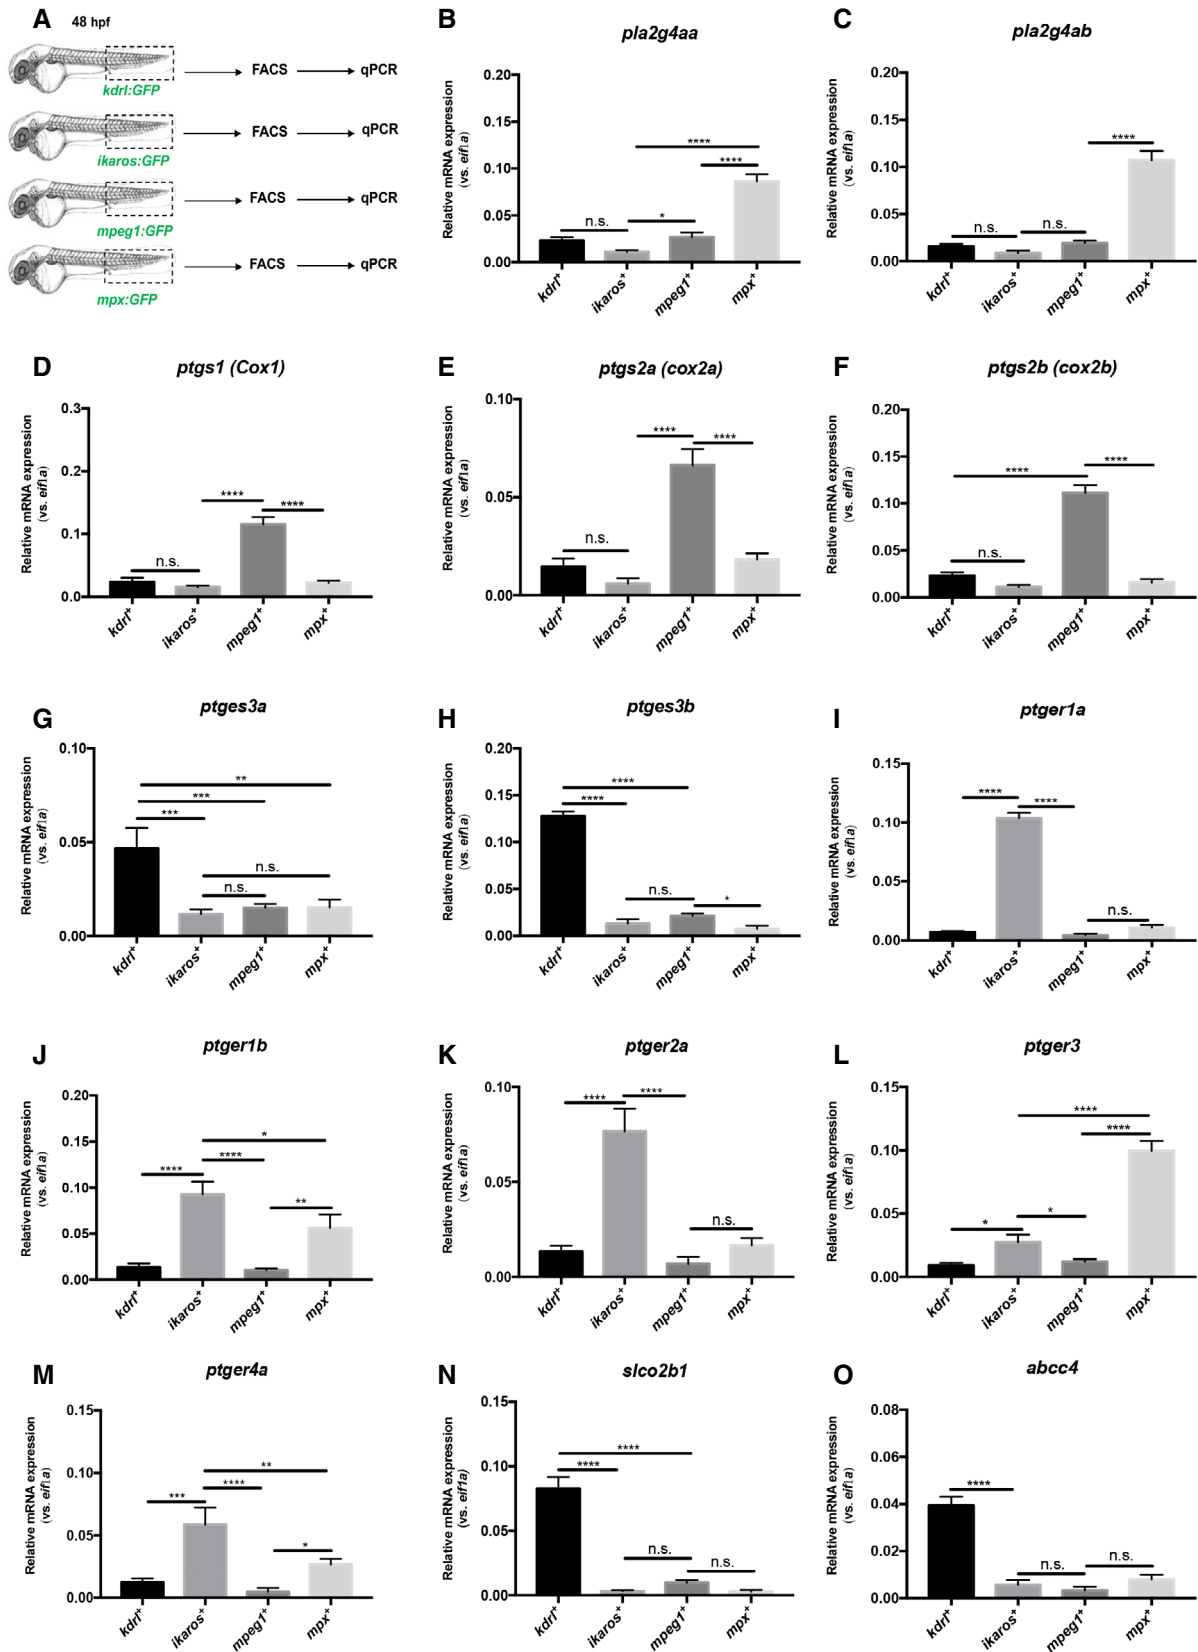 A
48 hpf
FACS
qPCR
kdrl:GFP
FACS
qPCR
ikaros:GFP
FACS
qPCR
mpeg1:GFP
FACS
qPCR
mpx:GFP
B
pla2g4aa
Relative mRNA expression
(vs. eif1a)
0.20
0.15
0.10
0.05
0.00
n.s.
*
****
****
kdrl+
ikaros+
mpeg1+
mpx+
C
pla2g4ab
Relative mRNA expression
(vs. eif1a)
0.20
0.15
0.10
0.05
0.00
n.s.
n.s.
****
kdrl+
ikaros+
mpeg1+
mpx+
D
ptgs1 (Cox1)
Relative mRNA expression
(vs. eif1a)
0.3
0.2
0.1
0.0
n.s.
****
****
kdrl+
ikaros+
mpeg1+
mpx+
E
ptgs2a (cox2a)
Relative mRNA expression
(vs. eif1a)
0.10
0.05
0.00
n.s.
****
****
kdrl+
ikaros+
mpeg1+
mpx+
F
ptgs2b (cox2b)
Relative mRNA expression
(vs. eif1a)
0.20
0.15
0.10
0.05
0.00
n.s.
****
****
kdrl+
ikaros+
mpeg1+
mpx+
G
ptges3a
Relative mRNA expression
(vs. eif1a)
0.10
0.05
0.00
**
***
***
n.s.
n.s.
kdrl+
ikaros+
mpeg1+
mpx+
H
ptges3b
Relative mRNA expression
(vs. eif1a)
0.20
0.15
0.10
0.05
0.00
****
****
n.s.
*
kdrl+
ikaros+
mpeg1+
mpx+
I
ptger1a
Relative mRNA expression
(vs. eif1a)
0.15
0.10
0.05
0.00
****
****
n.s.
kdrl+
ikaros+
mpeg1+
mpx+
J
ptger1b
Relative mRNA expression
(vs. eif1a)
0.20
0.15
0.10
0.05
0.00
*
****
****
**
kdrl+
ikaros+
mpeg1+
mpx+
K
ptger2a
Relative mRNA expression
(vs. eif1a)
0.10
0.05
0.00
****
****
n.s.
kdrl+
ikaros+
mpeg1+
mpx+
L
ptger3
Relative mRNA expression
(vs. eif1a)
0.15
0.10
0.05
0.00
****
****
*
*
kdrl+
ikaros+
mpeg1+
mpx+
M
ptger4a
Relative mRNA expression
(vs. eif1a)
0.15
0.10
0.05
0.00
**
****
***
*
kdrl+
ikaros+
mpeg1+
mpx+
N
slco2b1
Relative mRNA expression
(vs. eif1a)
0.15
0.10
0.05
0.00
****
****
n.s.
n.s.
kdrl+
ikaros+
mpeg1+
mpx+
O
abcc4
Relative mRNA expression
(vs. eif1a)
0.08
0.06
0.04
0.02
0.00
****
n.s.
n.s.
kdrl+
ikaros+
mpeg1+
mpx+